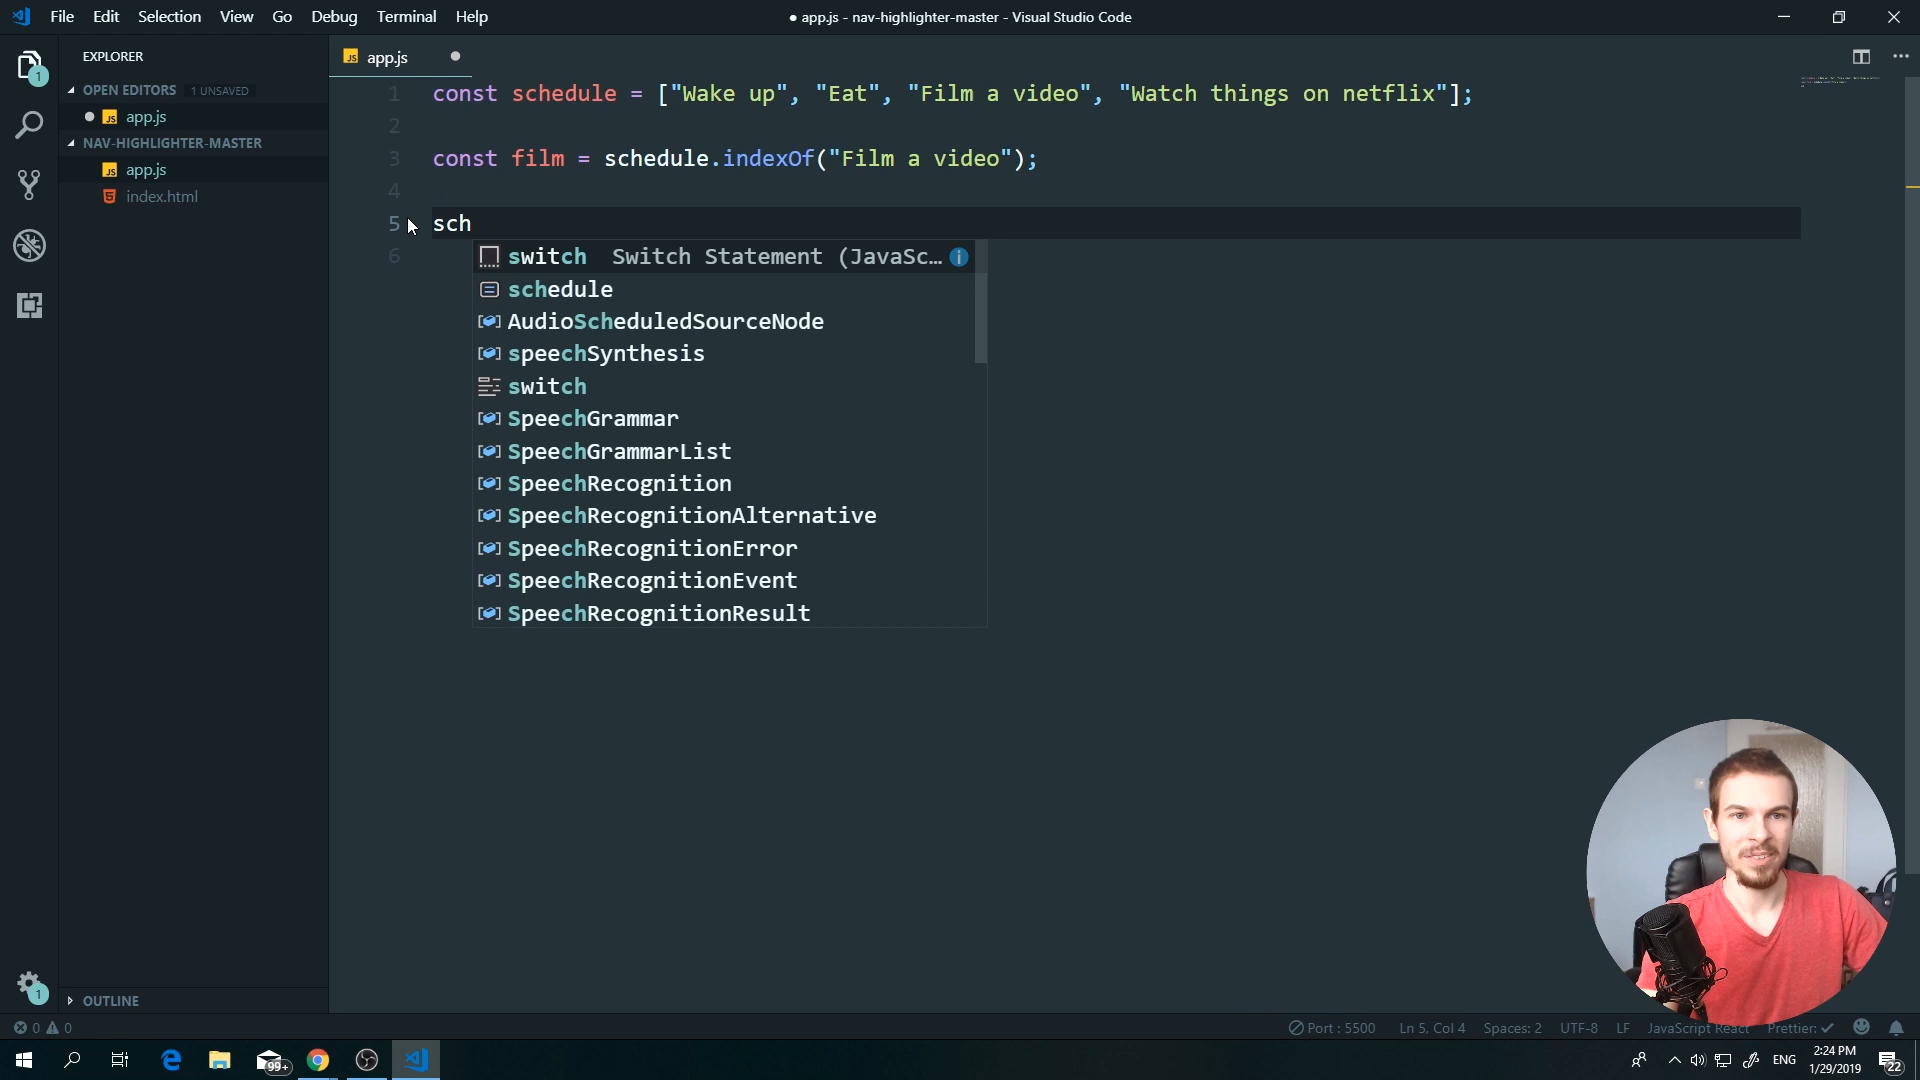 File Edit Selection View Go Debug Terminal Help
● app.js - nav-highlighter-master - Visual Studio Code
EXPLORER
OPEN EDITORS 1 UNSAVED
app.js
NAV-HIGHLIGHTER-MASTER
app.js
index.html
OUTLINE
1
1
app.js
1 const schedule = ["Wake up", "Eat", "Film a video", "Watch things on netflix"];
2
3 const film = schedule.indexOf("Film a video");
4
5 sch
6
switch Switch Statement (JavaSc…
schedule
AudioScheduledSourceNode
speechSynthesis
switch
SpeechGrammar
SpeechGrammarList
SpeechRecognition
SpeechRecognitionAlternative
SpeechRecognitionError
SpeechRecognitionEvent
SpeechRecognitionResult
0 0
Port : 5500 Ln 5, Col 4 Spaces: 2 UTF-8 LF JavaScript React Prettier: ✓
99+
ENG
2:24 PM
1/29/2019
22